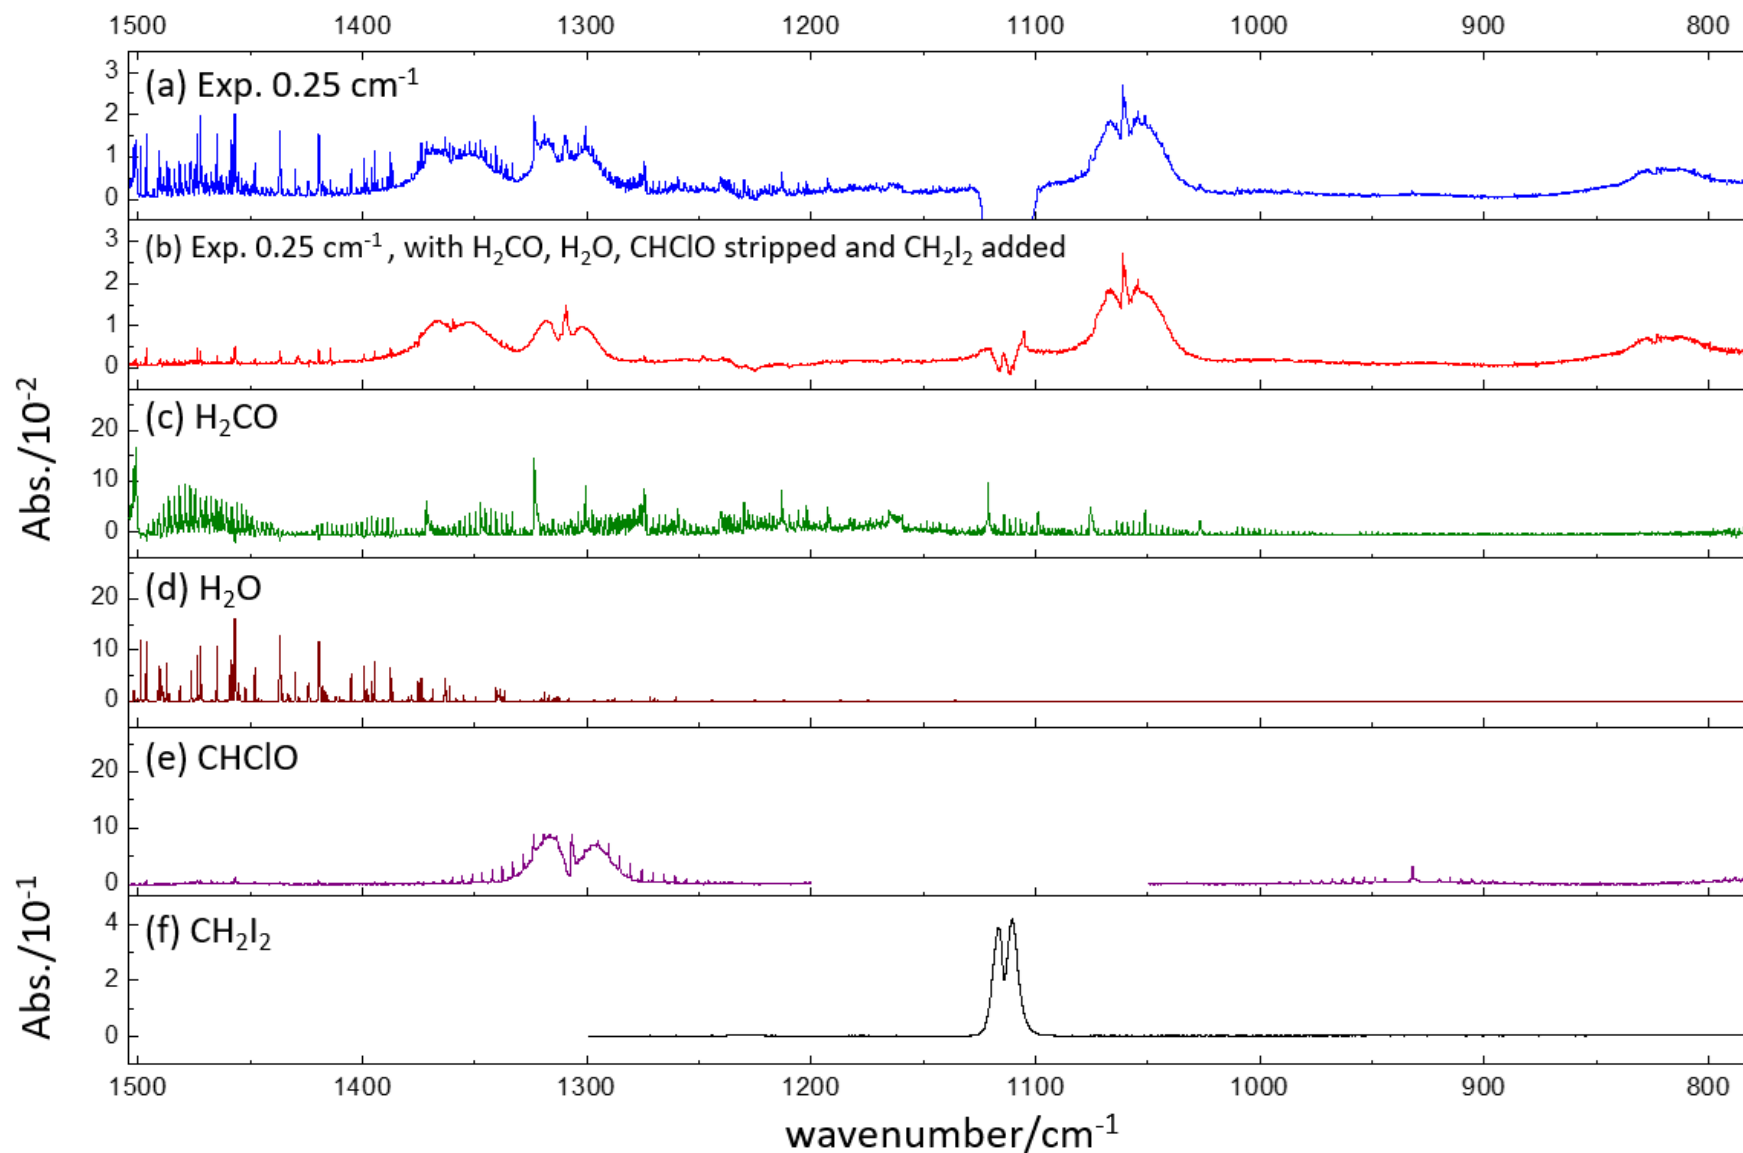 1500 1400 1300 1200 1100 1000 900 800
(a) Exp. 0.25 cm⁻¹
3
2
1
0
(b) Exp. 0.25 cm⁻¹ , with H₂CO, H₂O, CHClO stripped and CH₂I₂ added
3
2
1
0
(c) H₂CO
20
10
0
(d) H₂O
20
10
0
(e) CHClO
20
10
0
(f) CH₂I₂
4
2
0
Abs./10⁻²
Abs./10⁻¹
1500 1400 1300 1200 1100 1000 900 800
wavenumber/cm⁻¹